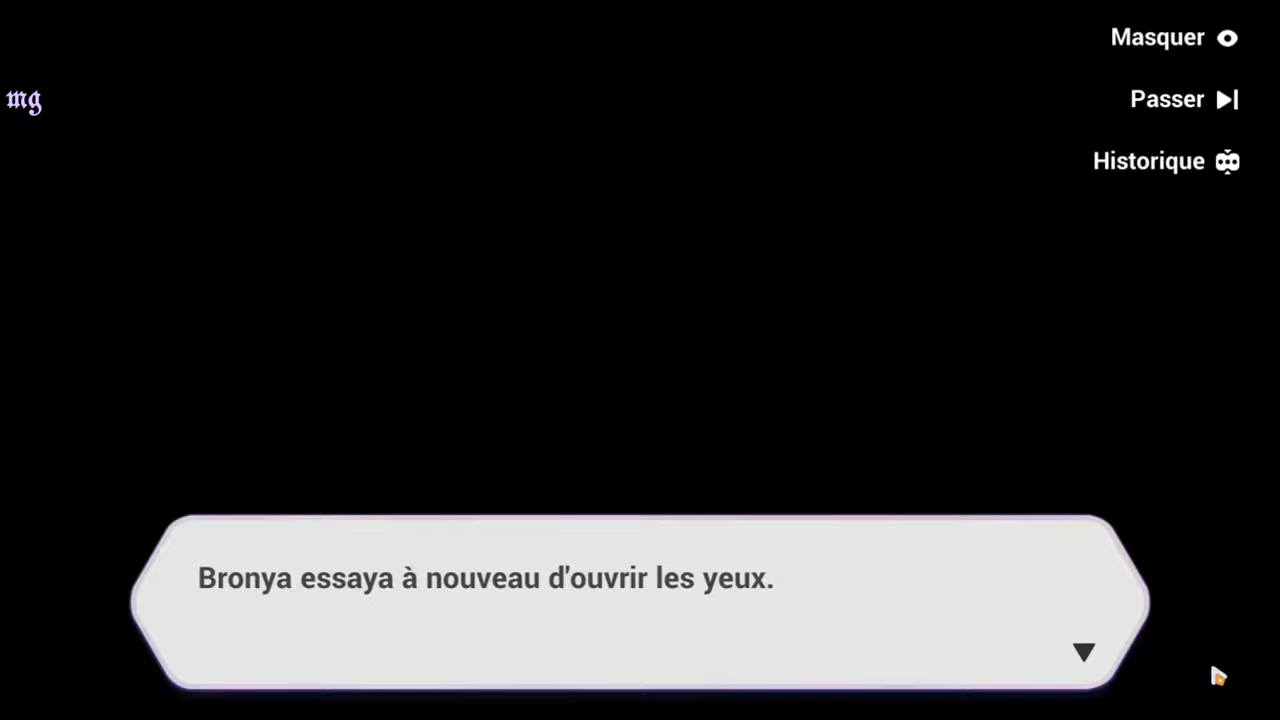 Masquer
mg
Passer
Historique
Bronya essaya à nouveau d'ouvrir les yeux.